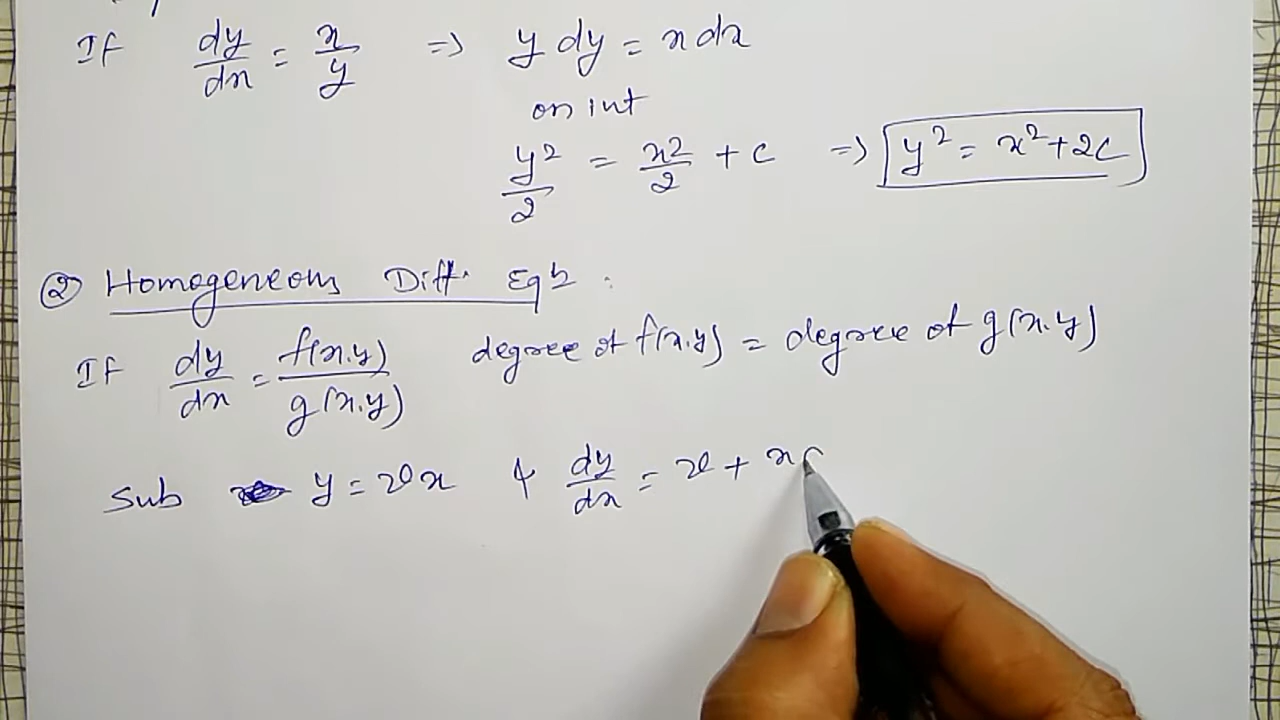 If dy/dx = x/y => y dy = x dx
on int
y²/2 = x²/2 + c => y² = x² + 2c
② Homogeneous Diff. Eqn :
If dy/dx = f(x.y)/g(x.y) degree of f(x.y) = degree of g(x.y)
Sub y = vx & dy/dx = v + x